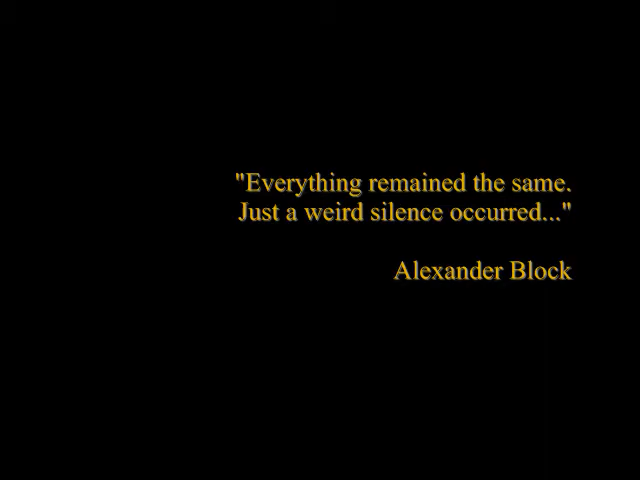 "Everything remained the same.
Just a weird silence occurred..."
Alexander Block